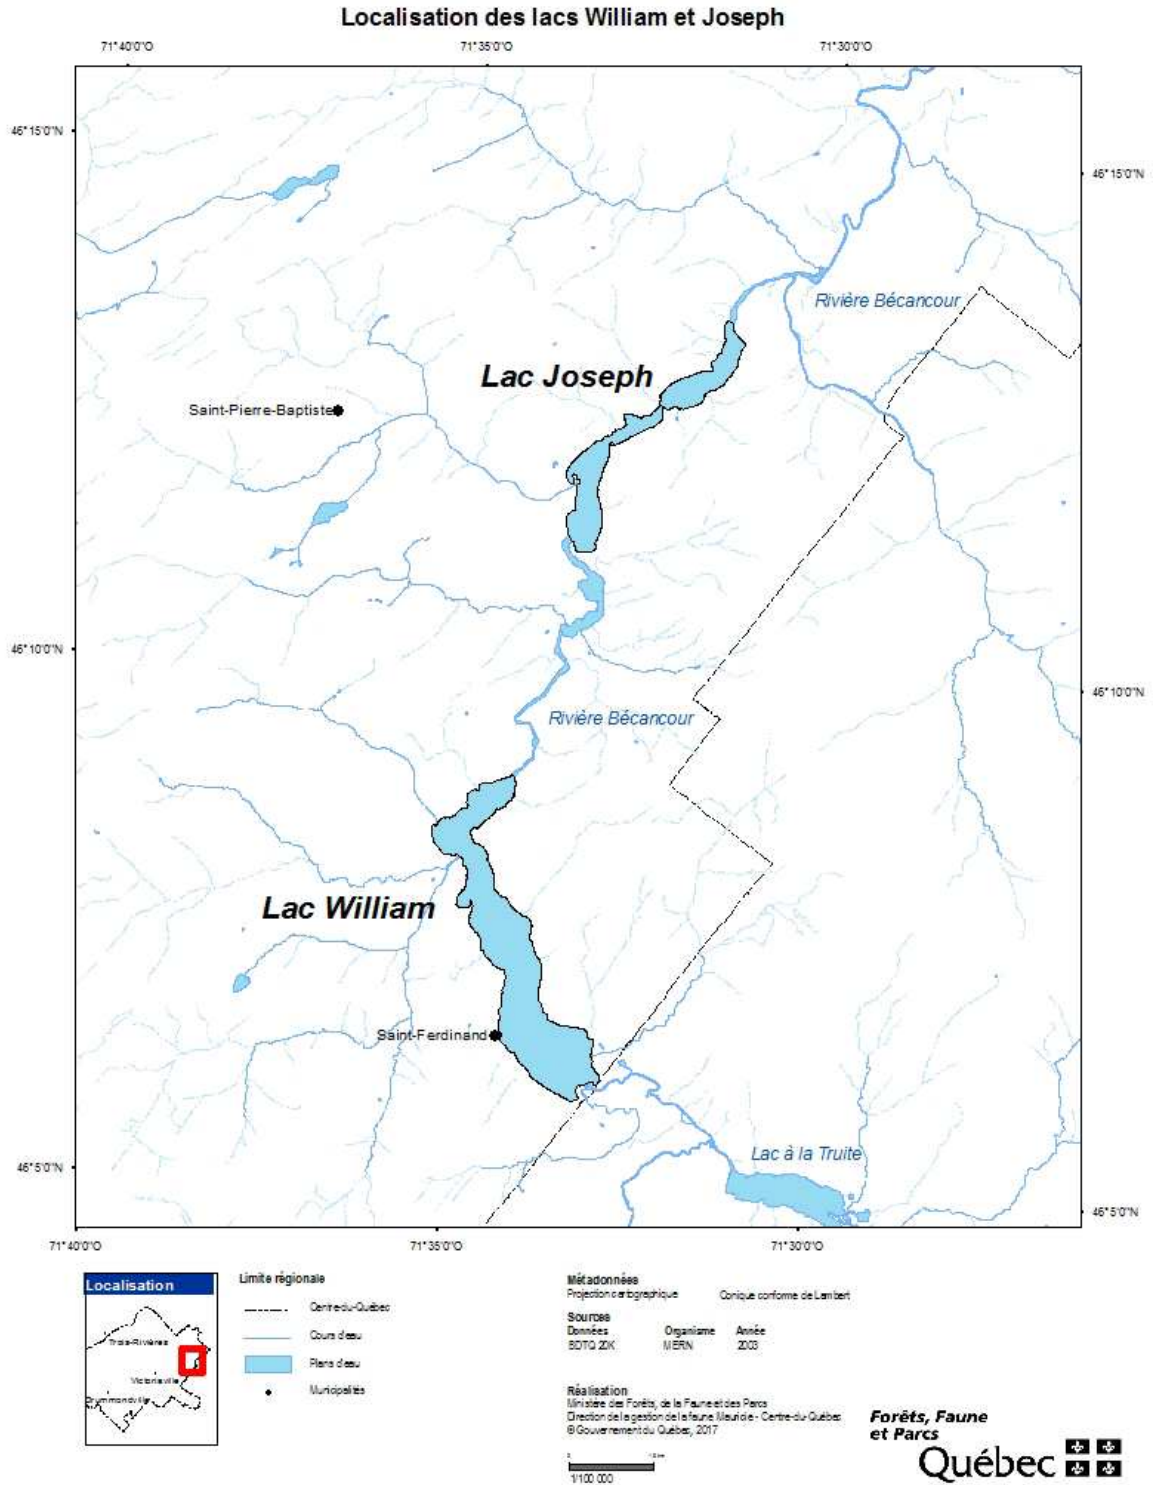 Localisation des lacs William et Joseph
71°40'0"O 71°35'0"O 71°30'0"O
46°15'0"N
46°15'0"N
Rivière Bécancour
Lac Joseph
Saint-Pierre-Baptiste
46°10'0"N
46°10'0"N
Rivière Bécancour
Lac William
Saint-Ferdinand
Lac à la Truite
46°5'0"N
46°5'0"N
71°40'0"O 71°35'0"O 71°30'0"O
Localisation
Trois-Rivières
Victoriaville
Drummondville
Limite régionale
Centre-du-Québec
Cours d'eau
Plans d'eau
Municipalités
Métadonnées
Projection cartographique Conique conforme de Lambert
Sources
Données Organisme Année
BDTQ 20K MERN 2003
Réalisation
Ministère des Forêts, de la Faune et des Parcs
Direction de la gestion de la faune Mauricie - Centre-du-Québec
© Gouvernement du Québec, 2017
1/100 000
Forêts, Faune
et Parcs
Québec